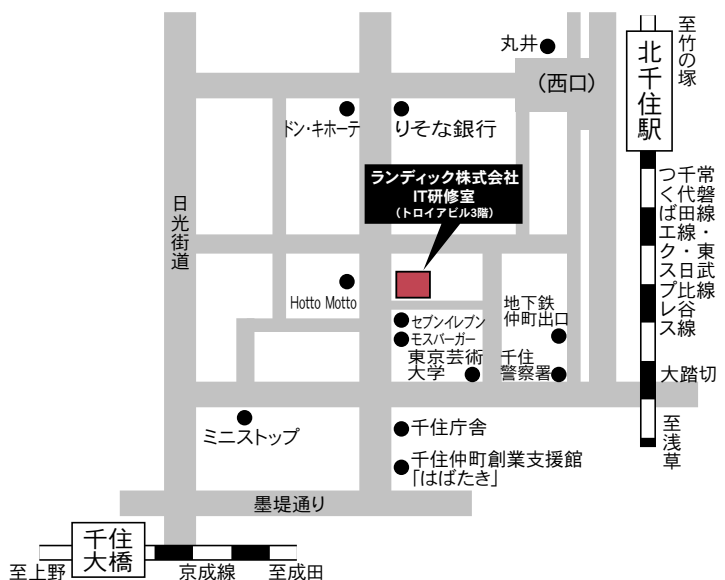 丸井
至竹の塚
北千住駅
(西口)
ドン・キホーテ
りそな銀行
ランディック株式会社
IT研修室
(トロイアビル3階)
常磐線・東武日比谷線
千代田線・
つくばエクスプレス
日光街道
Hotto Motto
地下鉄
仲町出口
セブンイレブン
モスバーガー
東京芸術
大学
千住
警察署
大踏切
ミニストップ
千住庁舎
至浅草
千住仲町創業支援館
「はばたき」
墨堤通り
千住
大橋
至上野
京成線
至成田